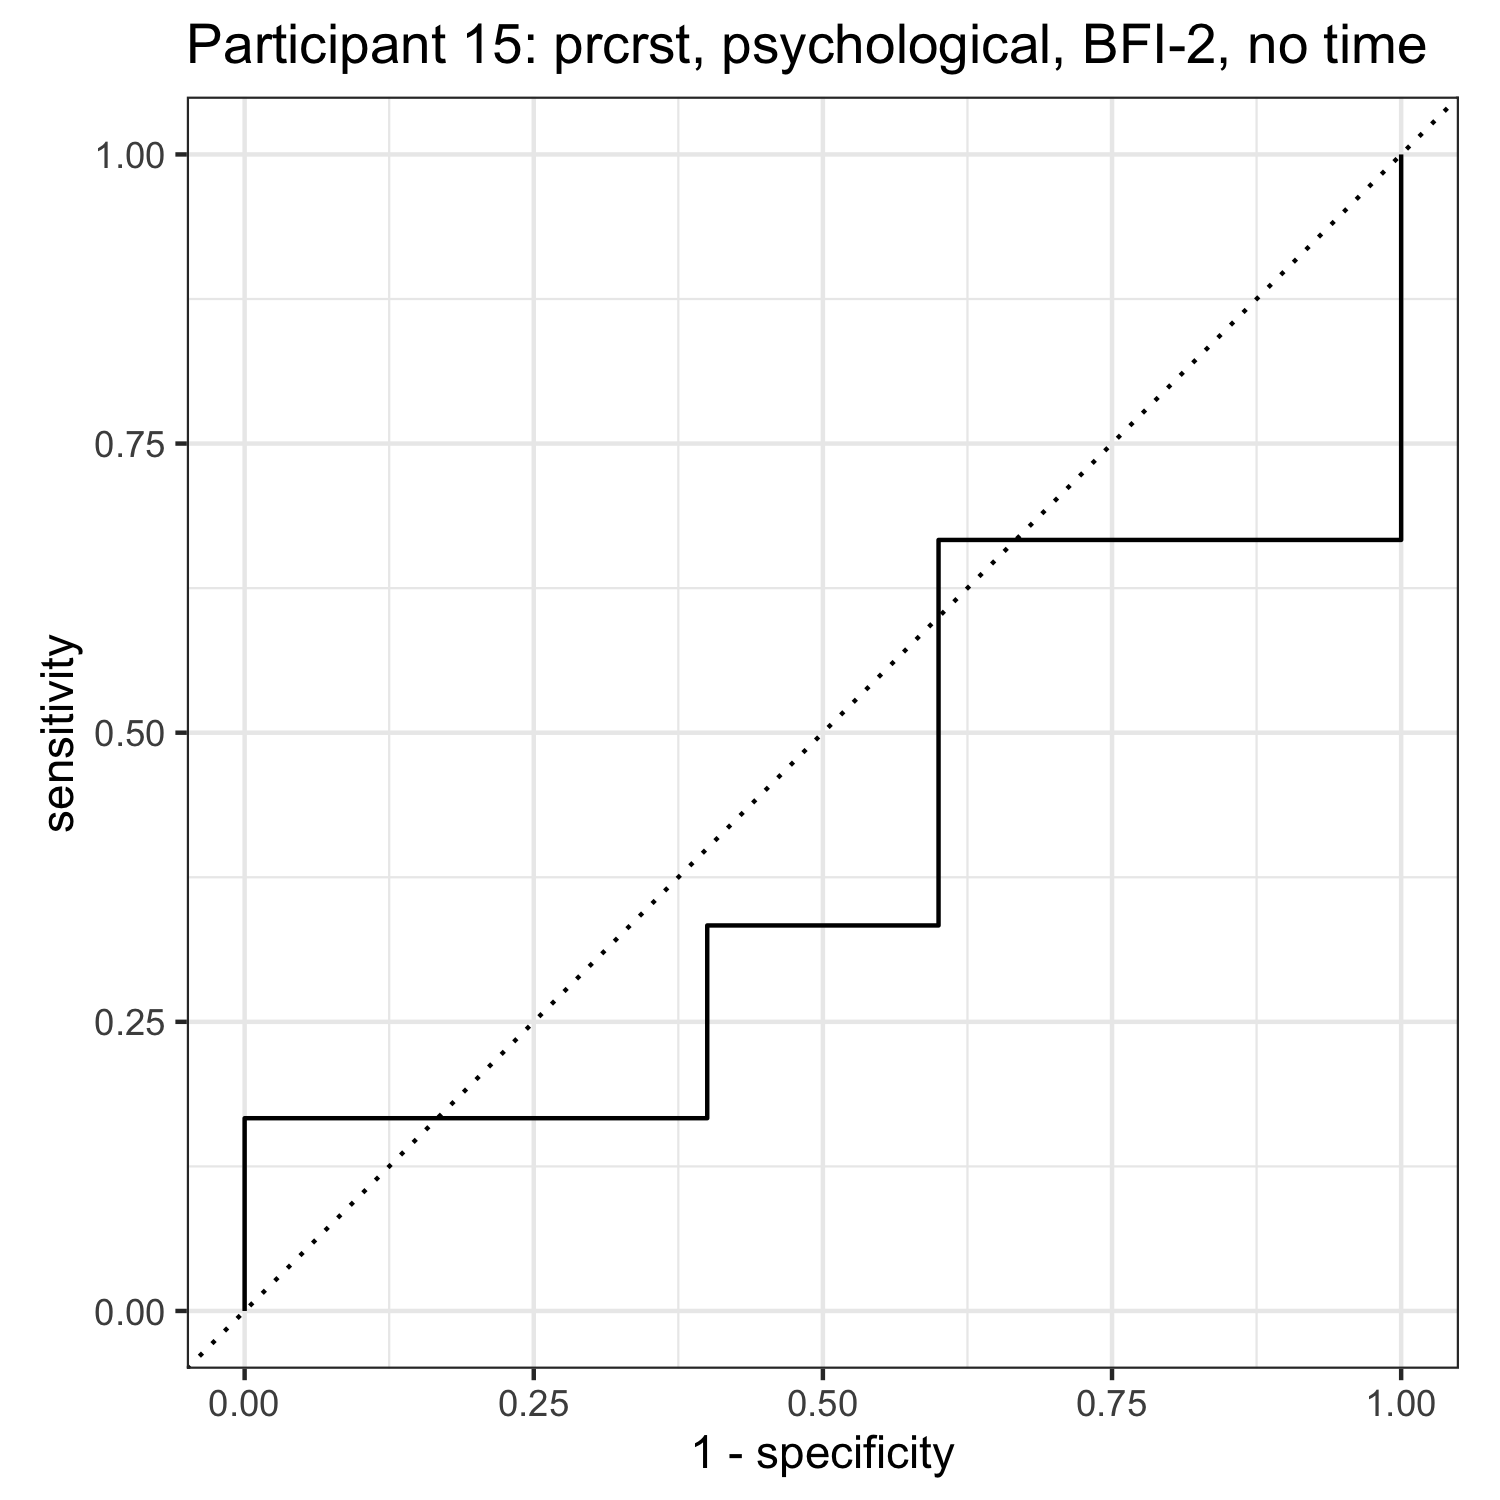 Participant 15: prcrst, psychological, BFI-2, no time
sensitivity
1.00
0.75
0.50
0.25
0.00
0.00 0.25 0.50 0.75 1.00
1 - specificity